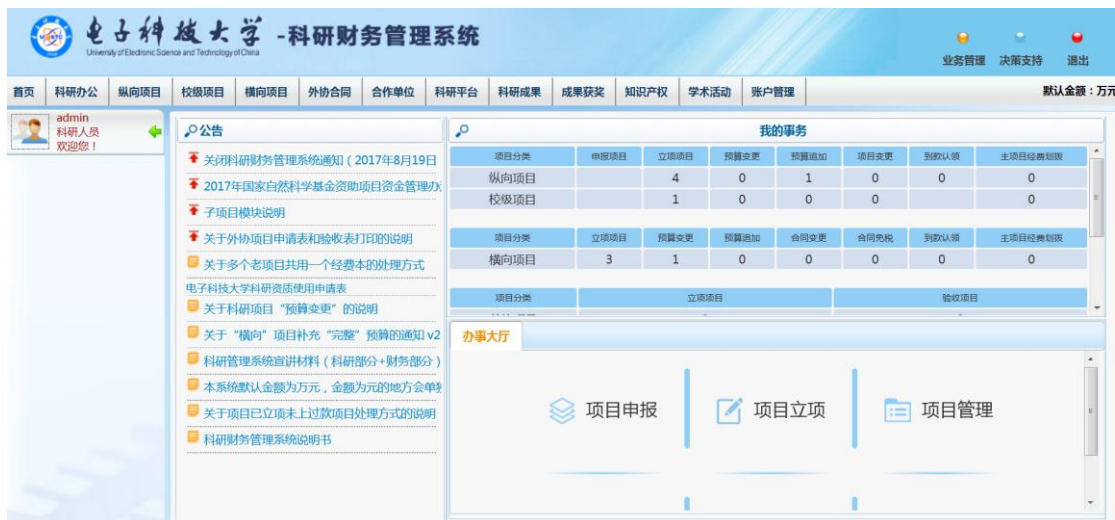 电子科技大学 -科研财务管理系统
University of Electronic Science and Technology of China
业务管理 决策支持 退出
首页 科研办公 纵向项目 校级项目 横向项目 外协合同 合作单位 科研平台 科研成果 成果获奖 知识产权 学术活动 账户管理 默认金额：万元
admin
科研人员
欢迎您！
公告
关闭科研财务管理系统通知（2017年8月19日
2017年国家自然科学基金资助项目资金管理办
子项目模块说明
关于外协项目申请表和验收表打印的说明
关于多个老项目共用一个经费本的处理方式
电子科技大学科研资质使用申请表
关于科研项目“预算变更”的说明
关于“横向”项目补充“完整”预算的通知 v2
科研管理系统宣讲材料（科研部分+财务部分）
本系统默认金额为万元，金额为元的地方会单独
关于项目已立项未上过款项目处理方式的说明
科研财务管理系统说明书
我的事务
项目分类 申报项目 立项项目 预算变更 预算追加 项目变更 到款认领 主项目经费划拨
纵向项目 4 0 1 0 0 0
校级项目 1 0 0 0 0
项目分类 立项项目 预算变更 预算追加 合同变更 合同免税 到款认领 主项目经费划拨
横向项目 3 1 0 0 0 0 0
项目分类 立项项目 验收项目
办事大厅
项目申报 项目立项 项目管理